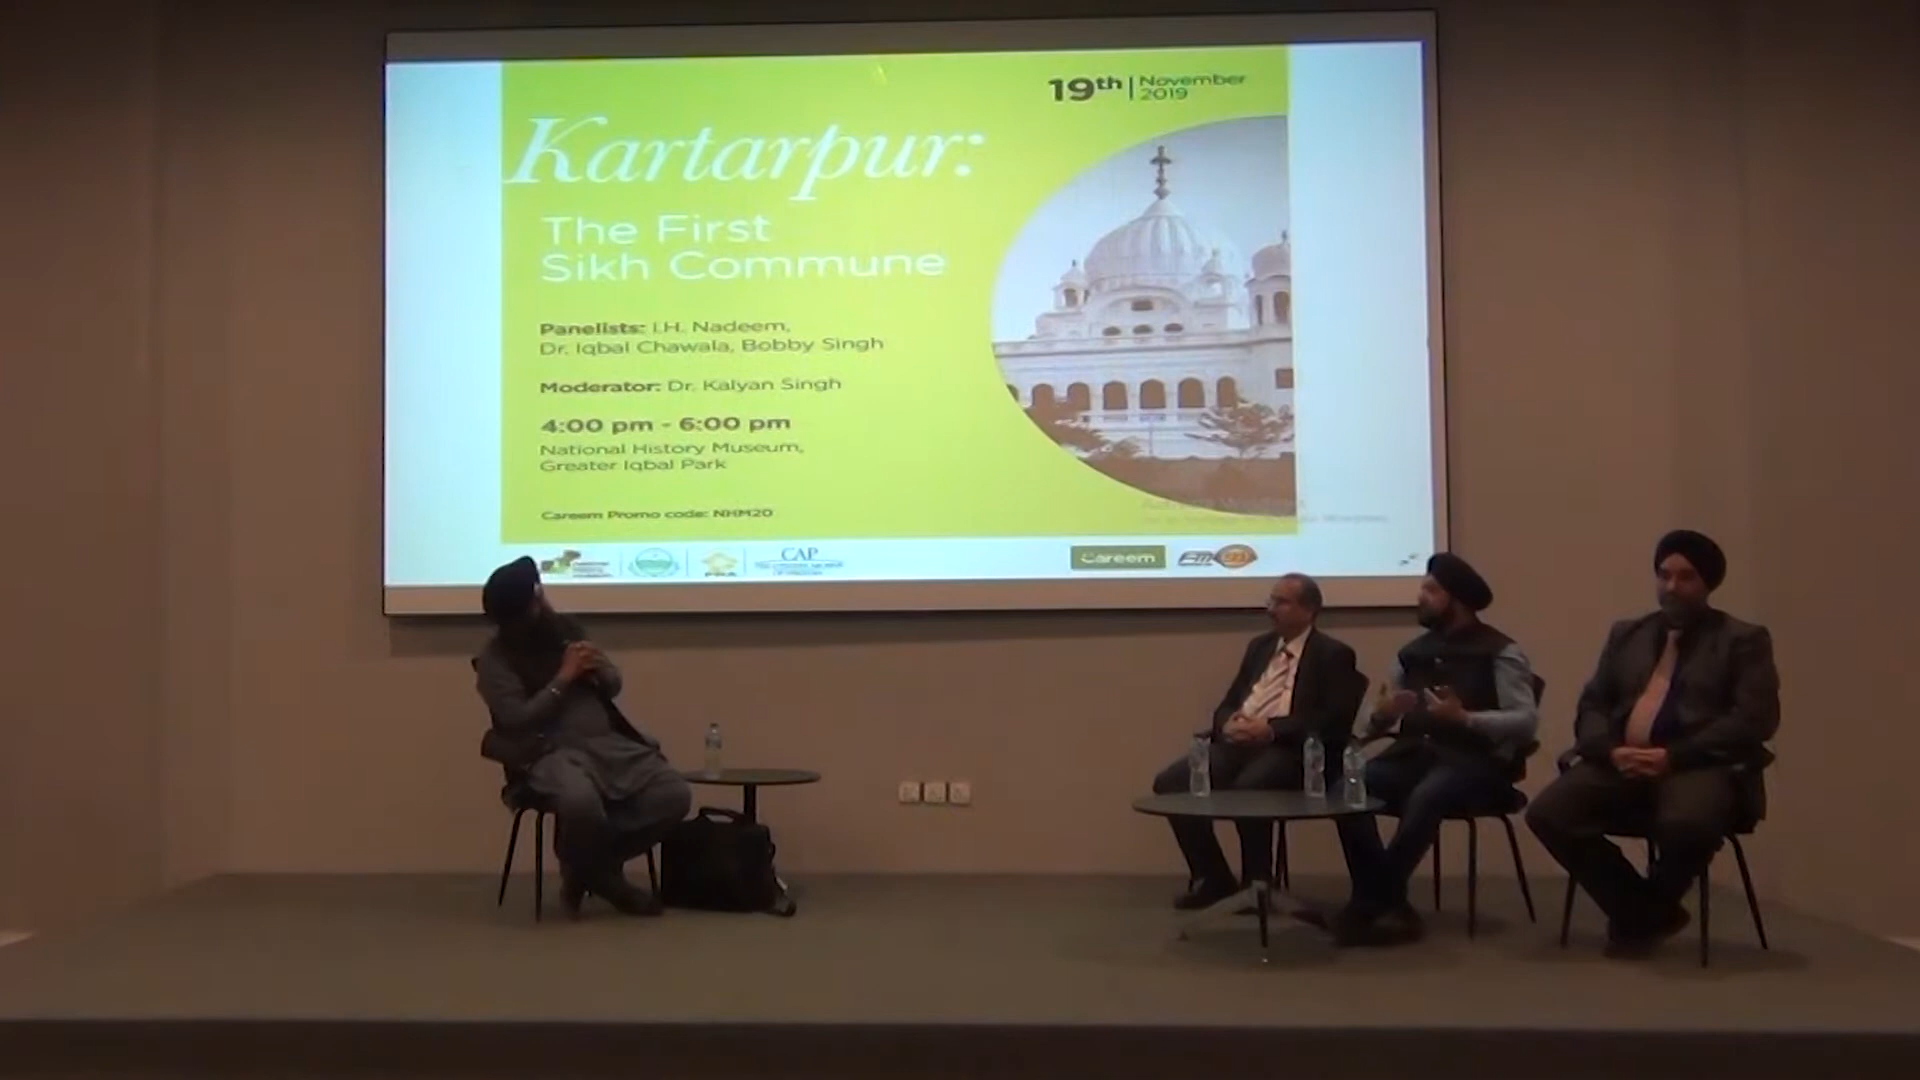 19th | November
2019
Kartarpur:
The First
Sikh Commune
Panelists: I.H. Nadeem,
Dr. Iqbal Chawala, Bobby Singh
Moderator: Dr. Kalyan Singh
4:00 pm - 6:00 pm
National History Museum,
Greater Iqbal Park
Careem Promo code: NHM20
CAP
Careem